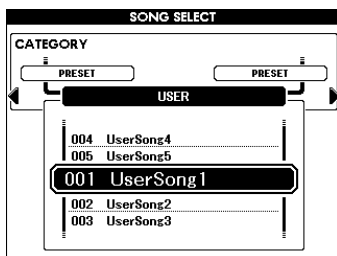 SONG SELECT
CATEGORY
PRESET PRESET
USER
004 UserSong4
005 UserSong5
001 UserSong1
002 UserSong2
003 UserSong3